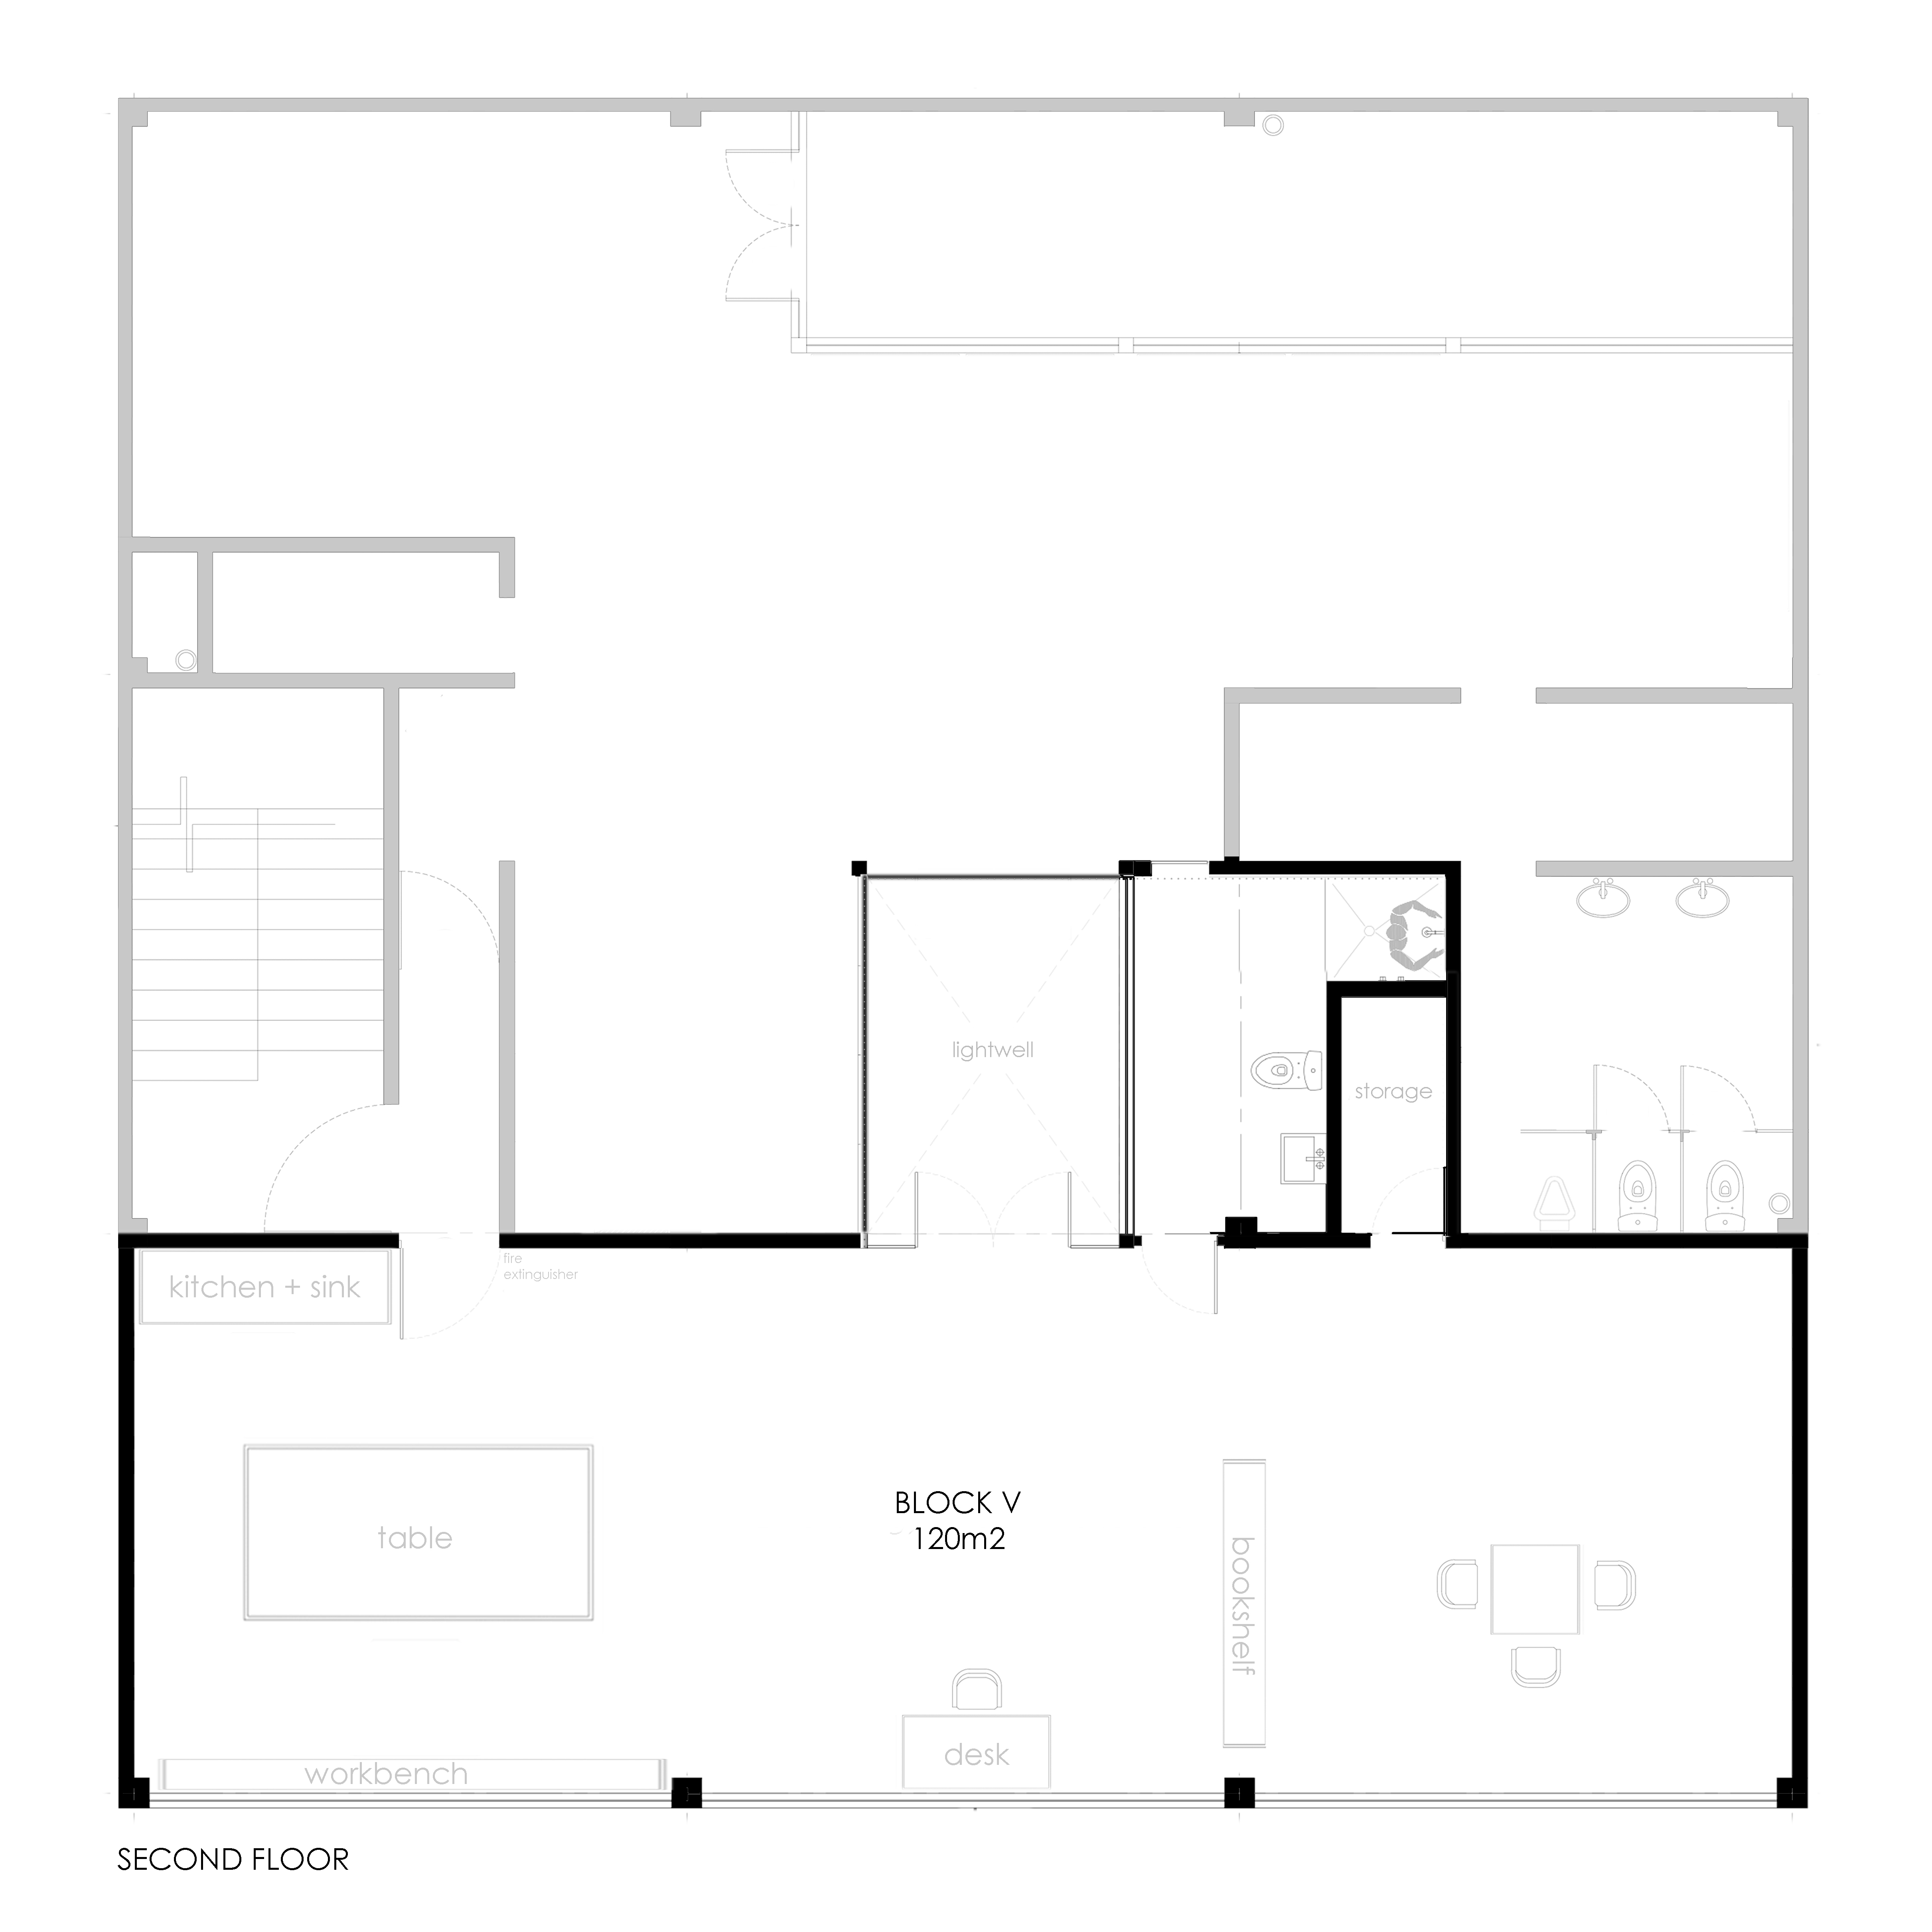 lightwell
storage
fire
extinguisher
kitchen + sink
BLOCK V
120m2
table
bookshelf
desk
workbench
SECOND FLOOR